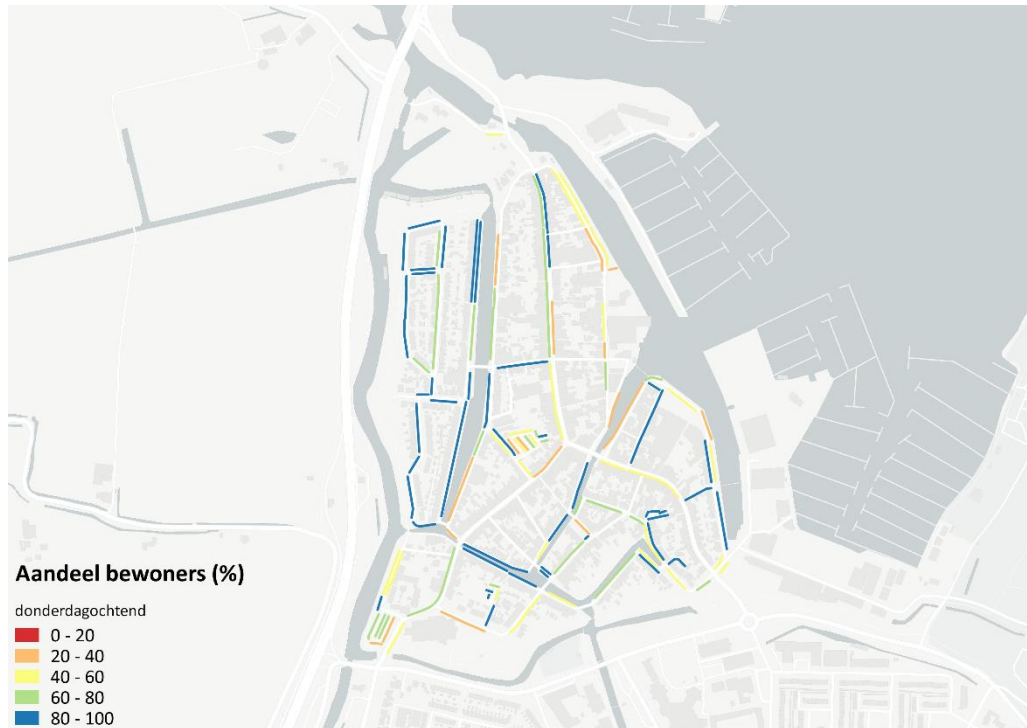 Aandeel bewoners (%)
donderdagochtend
0 - 20
20 - 40
40 - 60
60 - 80
80 - 100